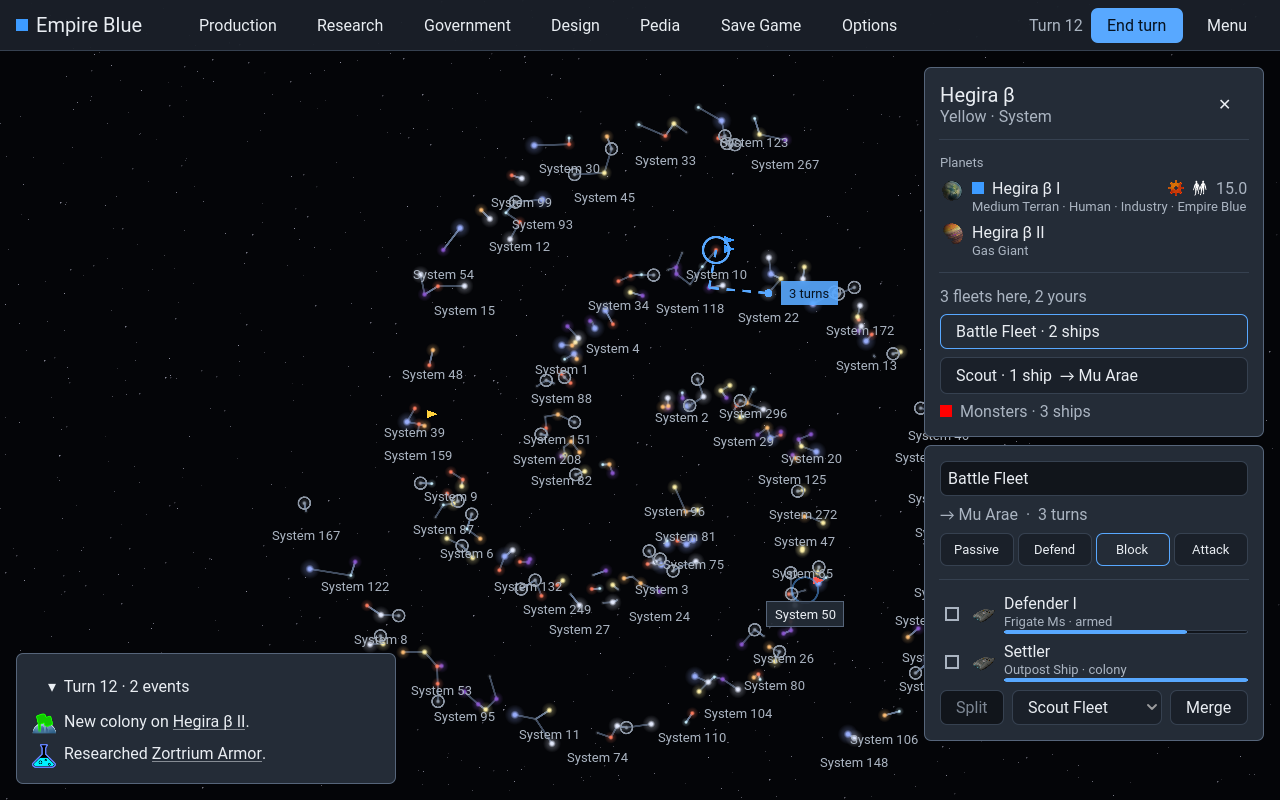 Empire Blue
Production
Research
Government
Design
Pedia
Save Game
Options
Turn 12
End turn
Menu
Hegira β
Yellow · System
×
Planets
Hegira β I
15.0
Medium Terran · Human · Industry · Empire Blue
Hegira β II
Gas Giant
3 fleets here, 2 yours
Battle Fleet · 2 ships
Scout · 1 ship → Mu Arae
Monsters · 3 ships
Battle Fleet
→ Mu Arae · 3 turns
Passive
Defend
Block
Attack
Defender I
Frigate Ms · armed
Settler
Outpost Ship · colony
Split
Scout Fleet
Merge
System 123
System 33
System 267
System 30
System 45
System 99
System 93
System 12
System 54
System 10
System 15
3 turns
System 34
System 118
System 22
System 172
System 4
System 13
System 1
System 48
System 88
System 2
System 296
System 39
System 151
System 29
System 159
System 208
System 20
System 82
System 125
System 9
System 167
System 87
System 96
System 272
System 6
System 81
System 47
System 75
System 65
System 122
System 132
System 3
System 249
System 24
System 50
System 27
System 8
System 26
System 53
System 80
System 95
System 104
System 11
System 110
System 106
System 74
System 148
▾ Turn 12 · 2 events
New colony on Hegira β II.
Researched Zortrium Armor.